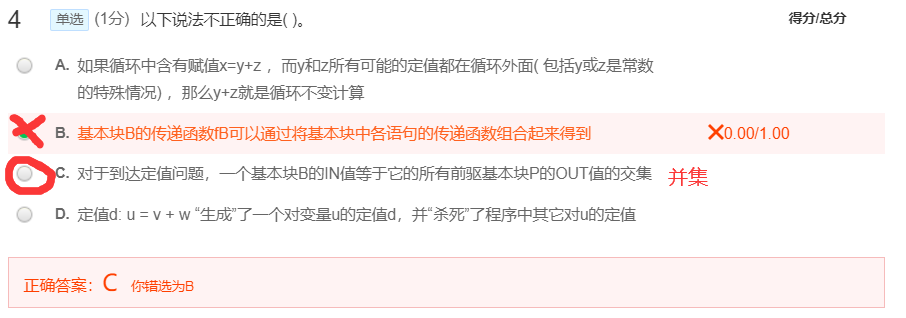 4 单选 (1分) 以下说法不正确的是( )。 得分/总分
A. 如果循环中含有赋值x=y+z ，而y和z所有可能的定值都在循环外面( 包括y或z是常数
的特殊情况) ，那么y+z就是循环不变计算
B. 基本块B的传递函数fB可以通过将基本块中各语句的传递函数组合起来得到 0.00/1.00
C. 对于到达定值问题，一个基本块B的IN值等于它的所有前驱基本块P的OUT值的交集 并集
D. 定值d: u = v + w “生成”了一个对变量u的定值d，并“杀死”了程序中其它对u的定值
正确答案：C 你错选为B